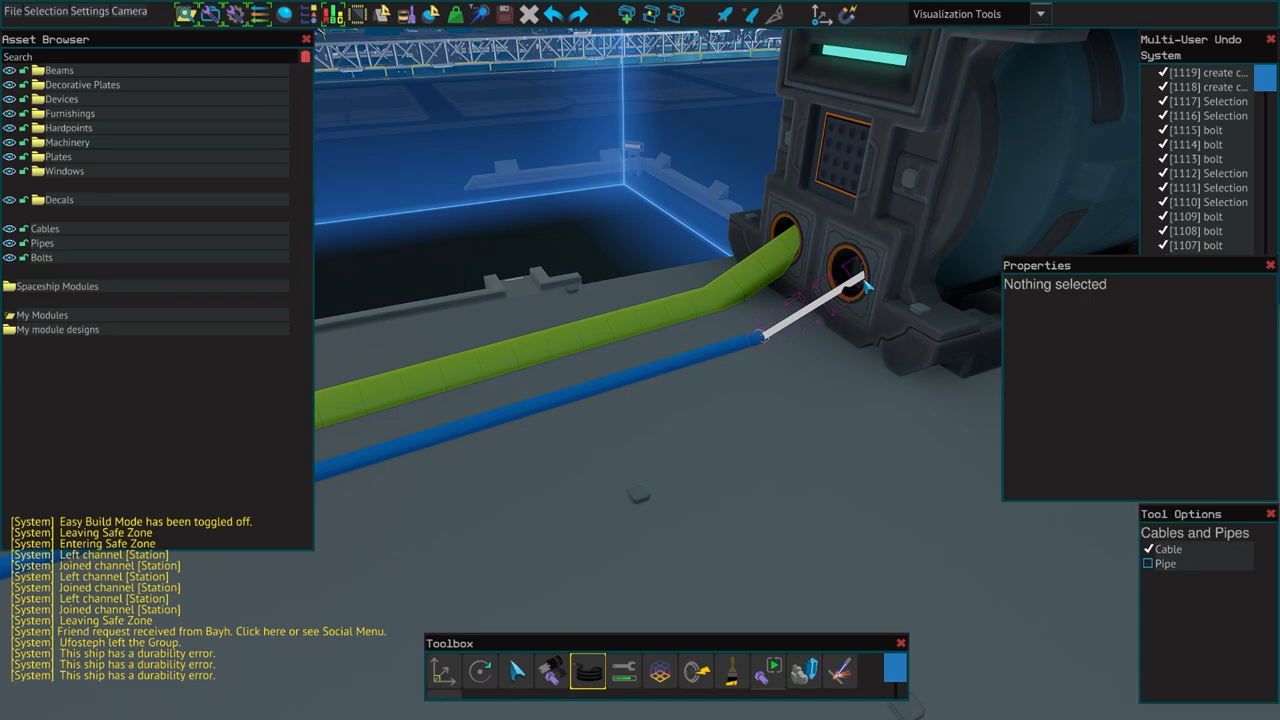 File Selection Settings Camera
Visualization Tools
Asset Browser
Search
Beams
Decorative Plates
Devices
Furnishings
Hardpoints
Machinery
Plates
Windows
Decals
Cables
Pipes
Bolts
Spaceship Modules
My Modules
My module designs
Multi-User Undo
System
[1119] create c...
[1118] create c...
[1117] Selection
[1116] Selection
[1115] bolt
[1114] bolt
[1113] bolt
[1112] Selection
[1111] Selection
[1110] Selection
[1109] bolt
[1108] bolt
[1107] bolt
Properties
Nothing selected
Tool Options
Cables and Pipes
Cable
Pipe
[System] Easy Build Mode has been toggled off.
[System] Leaving Safe Zone
[System] Entering Safe Zone
[System] Left channel [Station]
[System] Joined channel [Station]
[System] Left channel [Station]
[System] Joined channel [Station]
[System] Left channel [Station]
[System] Joined channel [Station]
[System] Leaving Safe Zone
[System] Friend request received from Bayh. Click here or see Social Menu.
[System] Ufosteph left the Group.
[System] This ship has a durability error.
[System] This ship has a durability error.
[System] This ship has a durability error.
Toolbox